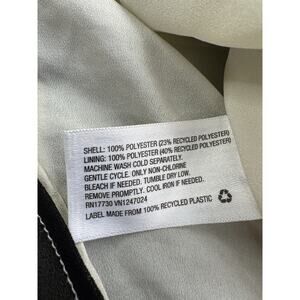 SHELL: 100% POLYESTER (23% RECYCLED POLYESTER)
LINING: 100% POLYESTER (40% RECYCLED POLYESTER)
MACHINE WASH COLD SEPARATELY.
GENTLE CYCLE. ONLY NON-CHLORINE
BLEACH IF NEEDED. TUMBLE DRY LOW.
REMOVE PROMPTLY. COOL IRON IF NEEDED.
RN17730 VN1247024
LABEL MADE FROM 100% RECYCLED PLASTIC